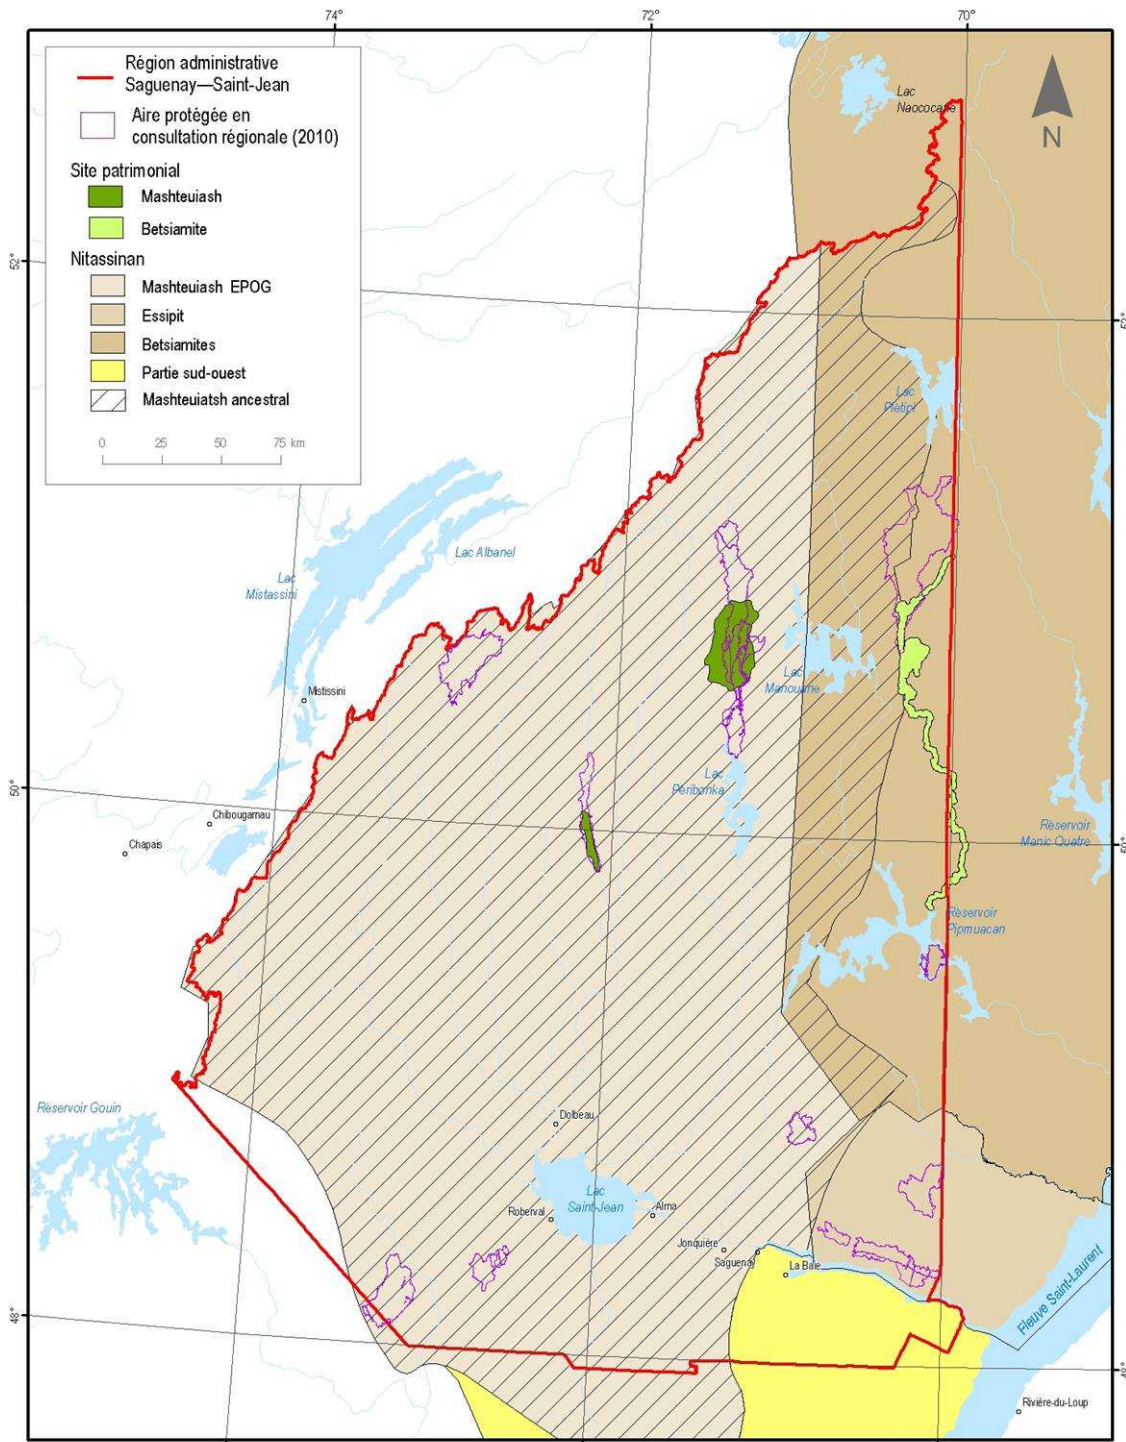 74°
72°
70°
Région administrative
Saguenay—Saint-Jean
Aire protégée en
consultation régionale (2010)
Site patrimonial
Mashteuiash
Betsiamite
Nitassinan
Mashteuiash EPOG
Essipit
Betsiamites
Partie sud-ouest
Mashteuiatsh ancestral
0 25 50 75 km
N
Lac
Naococane
52°
52°
Lac
Plétipi
Lac Albanel
Lac
Mistassini
Mistissini
Lac
Manouane
Lac
Péribonka
50°
50°
Chibougamau
Chapais
Réservoir
Manic Quatre
Réservoir
Pipmuacan
Réservoir Gouin
Dolbeau
Lac
Saint-Jean
Roberval
Alma
Jonquière
Saguenay
La Baie
Fleuve Saint-Laurent
48°
48°
Rivière-du-Loup